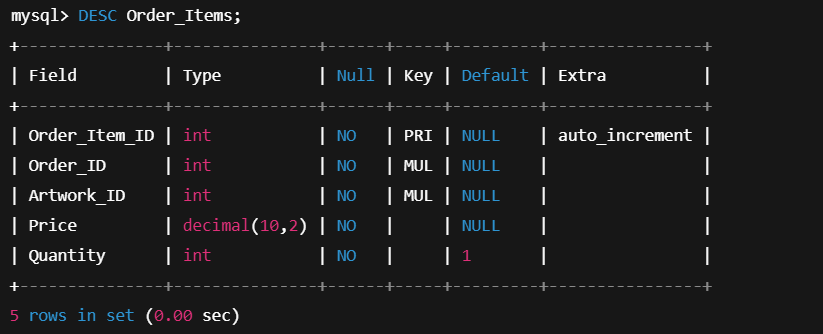 mysql> DESC Order_Items;
+---------------+---------------+------+-----+---------+----------------+
| Field         | Type          | Null | Key | Default | Extra          |
+---------------+---------------+------+-----+---------+----------------+
| Order_Item_ID | int           | NO   | PRI | NULL    | auto_increment |
| Order_ID      | int           | NO   | MUL | NULL    |                |
| Artwork_ID    | int           | NO   | MUL | NULL    |                |
| Price         | decimal(10,2) | NO   |     | NULL    |                |
| Quantity      | int           | NO   |     | 1       |                |
+---------------+---------------+------+-----+---------+----------------+
5 rows in set (0.00 sec)